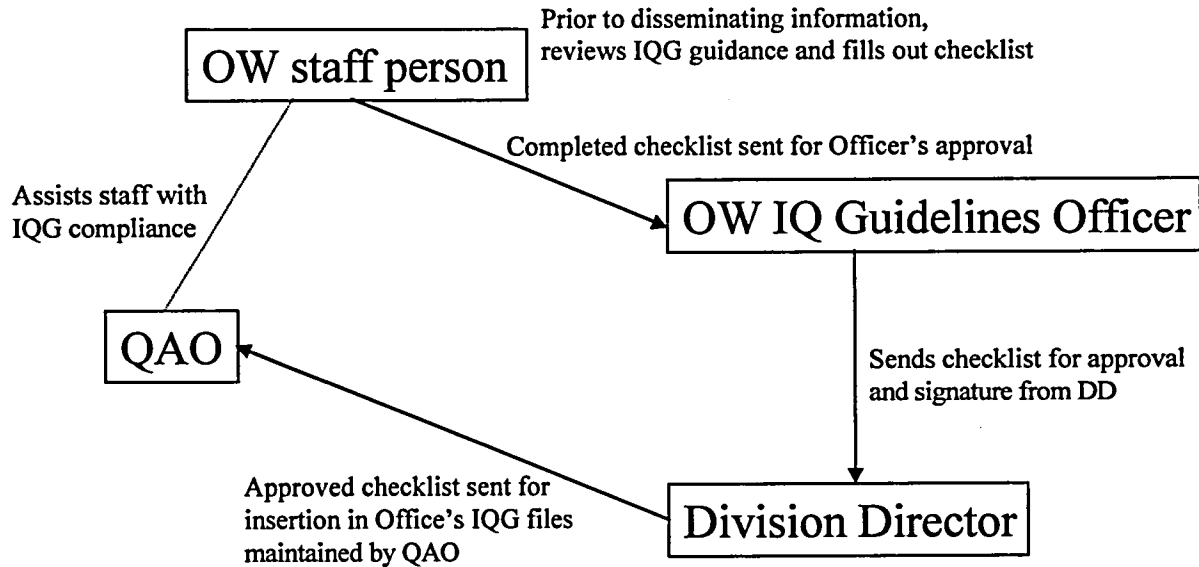 Prior to disseminating information,
reviews IQG guidance and fills out checklist
OW staff person
Completed checklist sent for Officer's approval
Assists staff with
IQG compliance
OW IQ Guidelines Officer
QAO
Sends checklist for approval
and signature from DD
Approved checklist sent for
insertion in Office's IQG files
maintained by QAO
Division Director